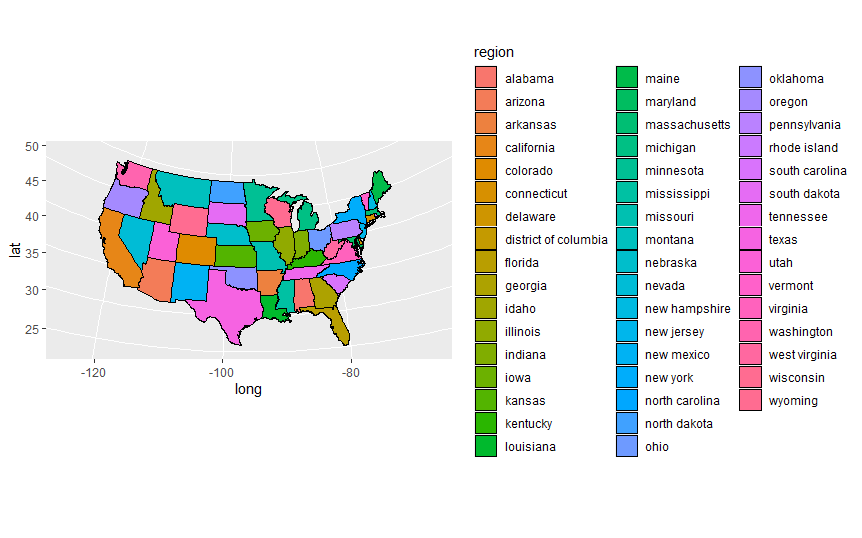 region
alabama
arizona
arkansas
california
colorado
connecticut
delaware
district of columbia
florida
georgia
idaho
illinois
indiana
iowa
kansas
kentucky
louisiana
maine
maryland
massachusetts
michigan
minnesota
mississippi
missouri
montana
nebraska
nevada
new hampshire
new jersey
new mexico
new york
north carolina
north dakota
ohio
oklahoma
oregon
pennsylvania
rhode island
south carolina
south dakota
tennessee
texas
utah
vermont
virginia
washington
west virginia
wisconsin
wyoming
50
45
40
35
30
25
lat
-120
-100
-80
long